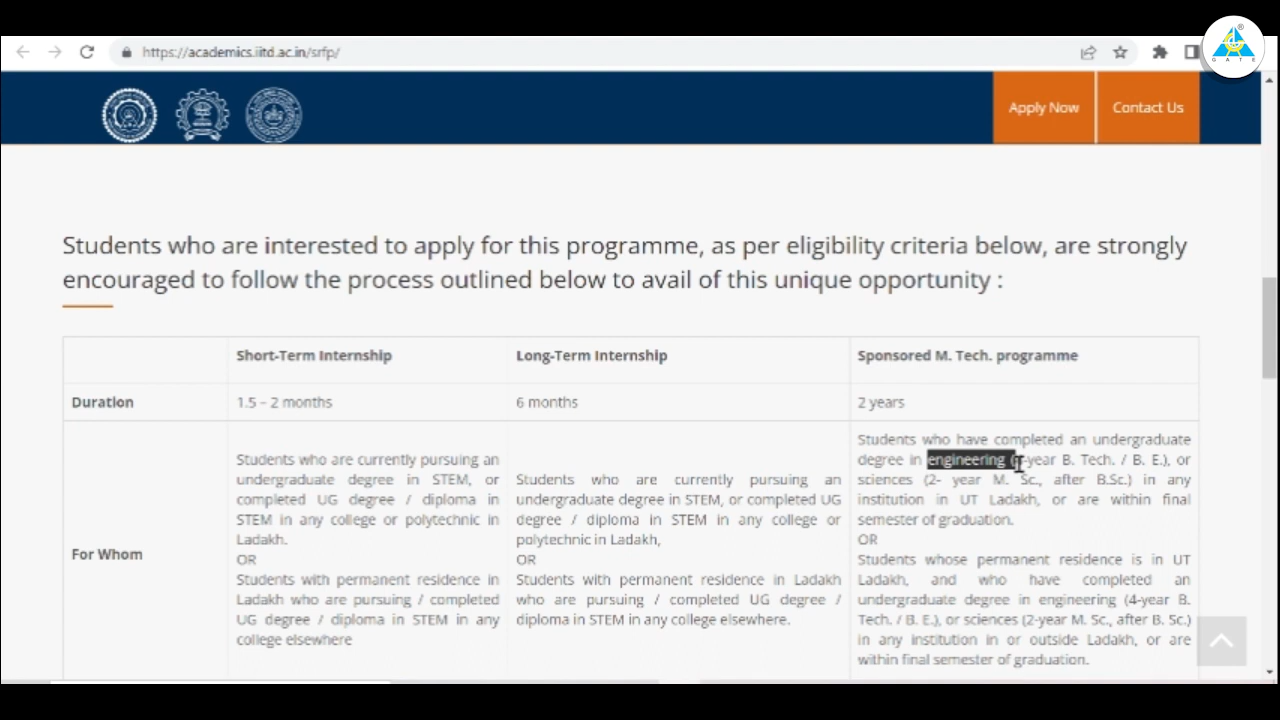 https://academics.iitd.ac.in/srfp/
GATE
Apply Now
Contact Us
Students who are interested to apply for this programme, as per eligibility criteria below, are strongly
encouraged to follow the process outlined below to avail of this unique opportunity :
Short-Term Internship
Long-Term Internship
Sponsored M. Tech. programme
Duration
1.5 – 2 months
6 months
2 years
For Whom
Students who are currently pursuing an
undergraduate degree in STEM, or
completed UG degree / diploma in
STEM in any college or polytechnic in
Ladakh.
OR
Students with permanent residence in
Ladakh who are pursuing / completed
UG degree / diploma in STEM in any
college elsewhere
Students who are currently pursuing an
undergraduate degree in STEM, or completed UG
degree / diploma in STEM in any college or
polytechnic in Ladakh,
OR
Students with permanent residence in Ladakh
who are pursuing / completed UG degree /
diploma in STEM in any college elsewhere.
Students who have completed an undergraduate
degree in engineering (4-year B. Tech. / B. E.), or
sciences (2- year M. Sc., after B.Sc.) in any
institution in UT Ladakh, or are within final
semester of graduation.
OR
Students whose permanent residence is in UT
Ladakh, and who have completed an
undergraduate degree in engineering (4-year B.
Tech. / B. E.), or sciences (2-year M. Sc., after B. Sc.)
in any institution in or outside Ladakh, or are
within final semester of graduation.